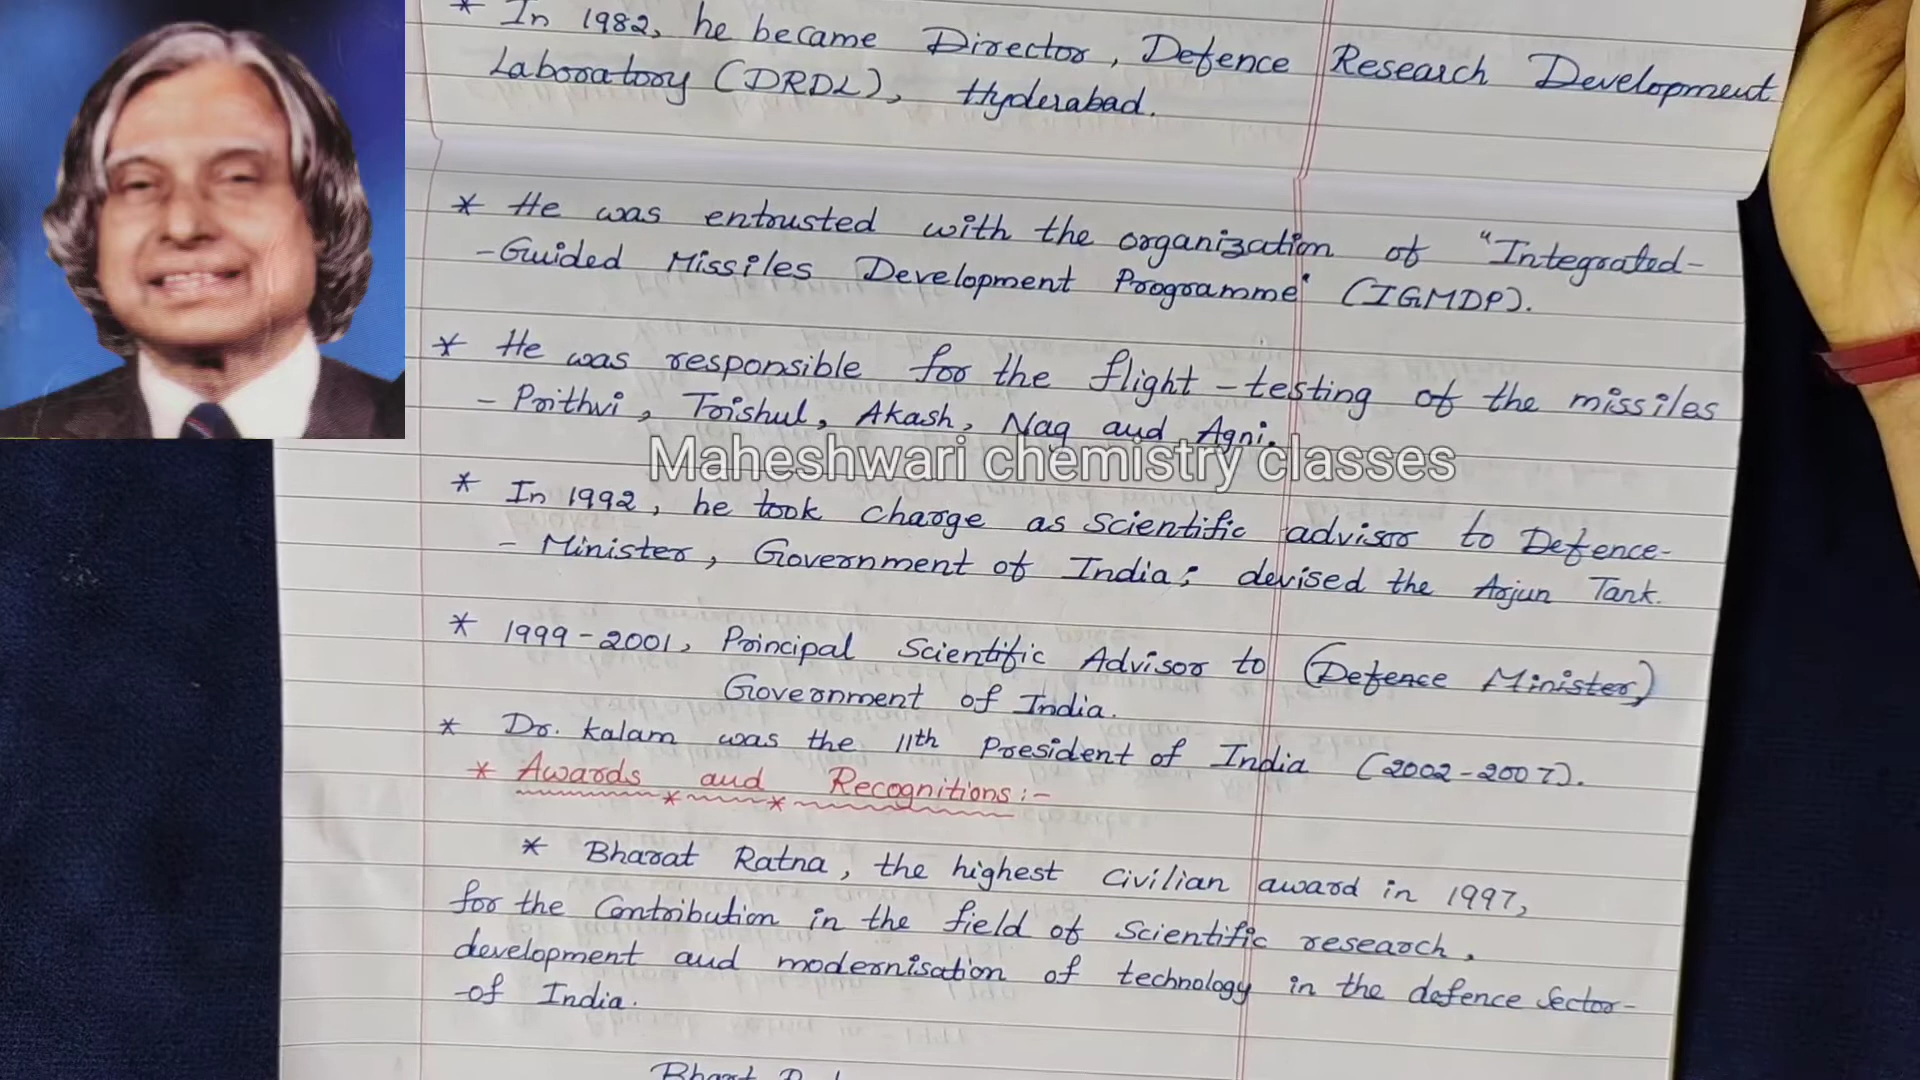 * In 1982, he became Director, Defence Research Development
Laboratory (DRDL), Hyderabad.
* He was entrusted with the organization of "Integrated-
-Guided Missiles Development Programme" (IGMDP).
* He was responsible for the flight-testing of the missiles
- Prithvi, Trishul, Akash, Nag and Agni.
Maheshwari chemistry classes
* In 1992, he took charge as scientific advisor to Defence-
- Minister, Government of India; devised the Arjun Tank.
* 1999-2001, Principal Scientific Advisor to (Defence Minister)
Government of India.
* Dr. Kalam was the 11th President of India (2002-2007).
* Awards and Recognitions:-
* Bharat Ratna, the highest civilian award in 1997,
for the contribution in the field of scientific research,
development and modernisation of technology in the defence sector-
-of India.